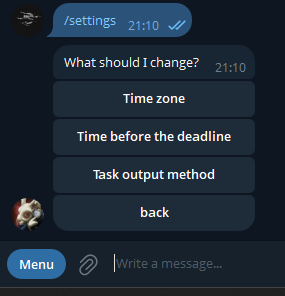 /settings
21:10
What should I change?
21:10
Time zone
Time before the deadline
Task output method
back
Menu
Write a message...